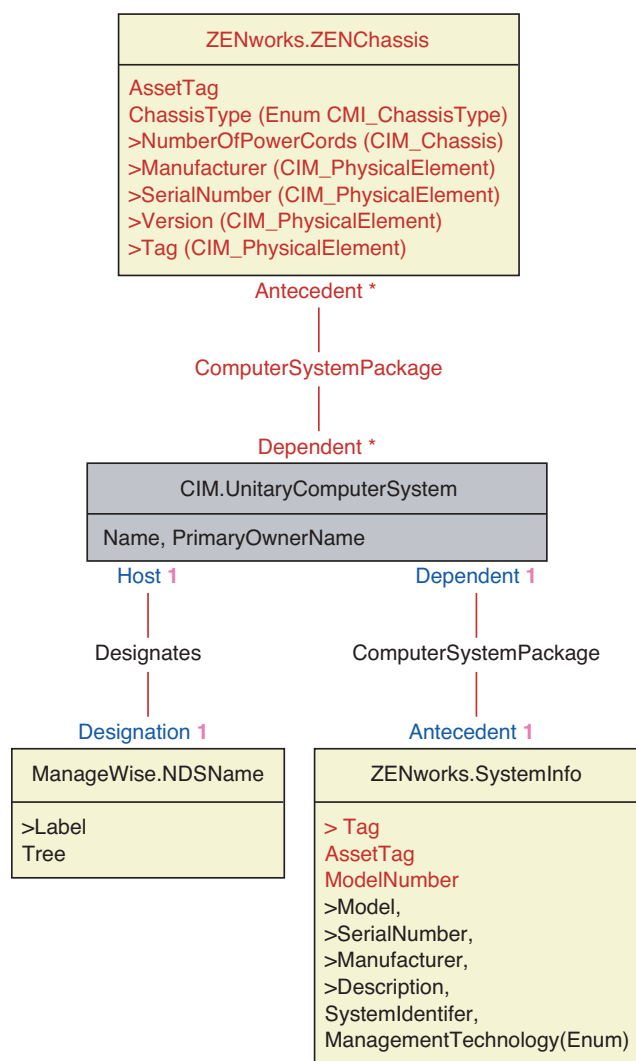 ZENworks.ZENChassis
AssetTag
ChassisType (Enum CMI_ChassisType)
>NumberOfPowerCords (CIM_Chassis)
>Manufacturer (CIM_PhysicalElement)
>SerialNumber (CIM_PhysicalElement)
>Version (CIM_PhysicalElement)
>Tag (CIM_PhysicalElement)
Antecedent *
ComputerSystemPackage
Dependent *
CIM.UnitaryComputerSystem
Name, PrimaryOwnerName
Host 1
Dependent 1
Designates
ComputerSystemPackage
Designation 1
Antecedent 1
ManageWise.NDSName
>Label
Tree
ZENworks.SystemInfo
> Tag
AssetTag
ModelNumber
>Model,
>SerialNumber,
>Manufacturer,
>Description,
SystemIdentifer,
ManagementTechnology(Enum)